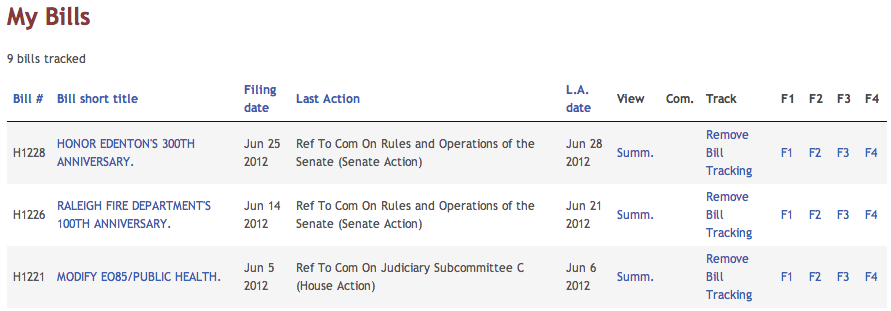 My Bills
9 bills tracked
Bill # Bill short title Filing date Last Action L.A. date View Com. Track F1 F2 F3 F4
H1228 HONOR EDENTON'S 300TH ANNIVERSARY. Jun 25 2012 Ref To Com On Rules and Operations of the Senate (Senate Action) Jun 28 2012 Summ. Remove Bill Tracking F1 F2 F3 F4
H1226 RALEIGH FIRE DEPARTMENT'S 100TH ANNIVERSARY. Jun 14 2012 Ref To Com On Rules and Operations of the Senate (Senate Action) Jun 21 2012 Summ. Remove Bill Tracking F1 F2 F3 F4
H1221 MODIFY EO85/PUBLIC HEALTH. Jun 5 2012 Ref To Com On Judiciary Subcommittee C (House Action) Jun 6 2012 Summ. Remove Bill Tracking F1 F2 F3 F4